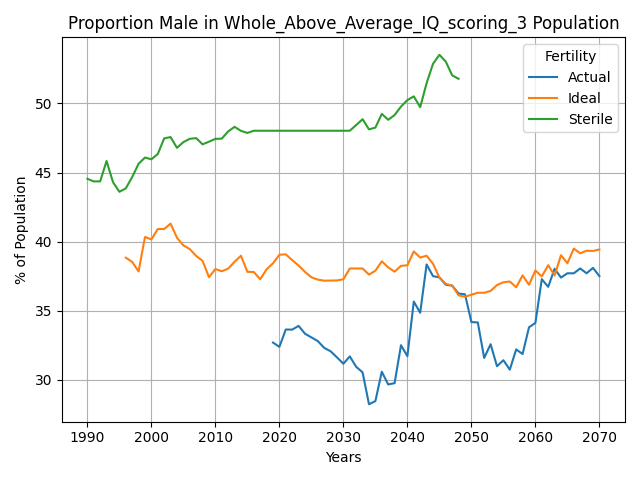 Proportion Male in Whole_Above_Average_IQ_scoring_3 Population
Fertility
Actual
Ideal
Sterile
% of Population
50
45
40
35
30
1990 2000 2010 2020 2030 2040 2050 2060 2070
Years